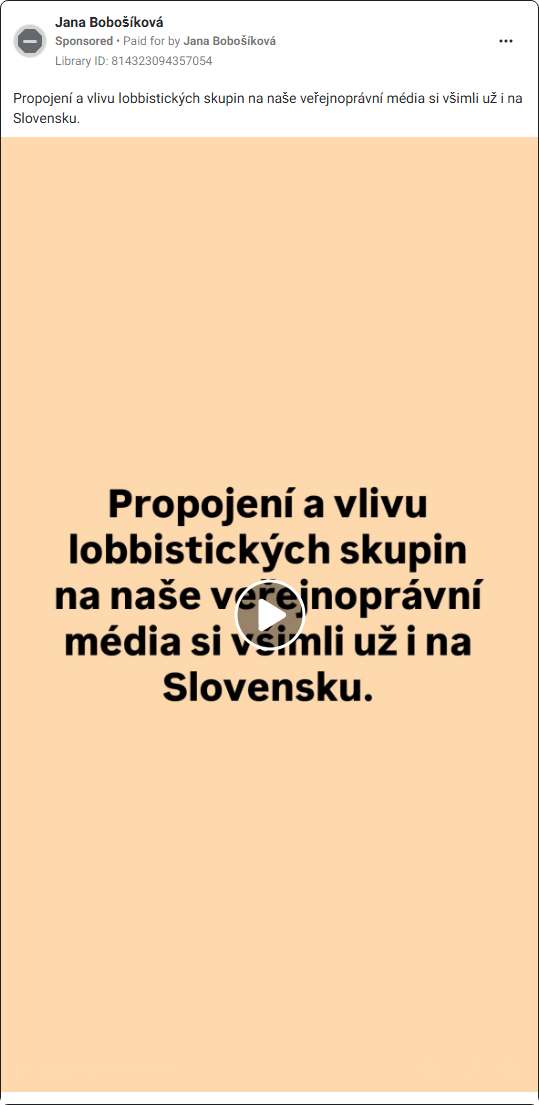 Jana Bobošíková
Sponsored • Paid for by Jana Bobošíková
Library ID: 814323094357054
Propojení a vlivu lobbistických skupin na naše veřejnoprávní média si všimli už i na
Slovensku.
Propojení a vlivu
lobbistických skupin
na naše veřejnoprávní
média si všimli už i na
Slovensku.